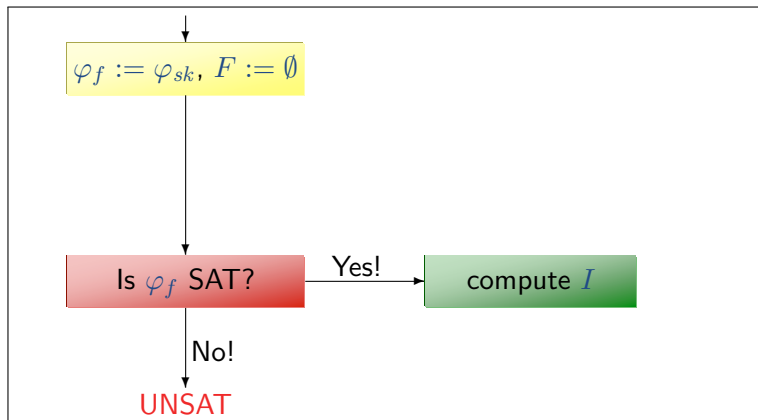 φ_f := φ_sk, F := ∅
Is φ_f SAT?
Yes!
compute I
No!
UNSAT